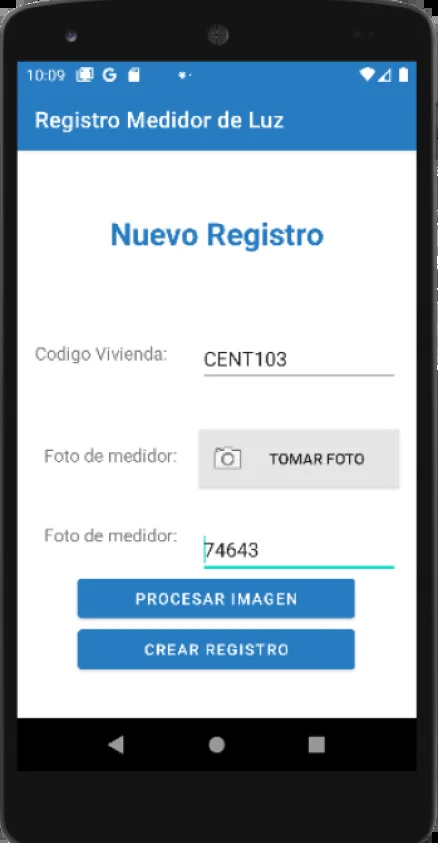 10:09
Registro Medidor de Luz
Nuevo Registro
Codigo Vivienda: CENT103
Foto de medidor: TOMAR FOTO
Foto de medidor: 74643
PROCESAR IMAGEN
CREAR REGISTRO